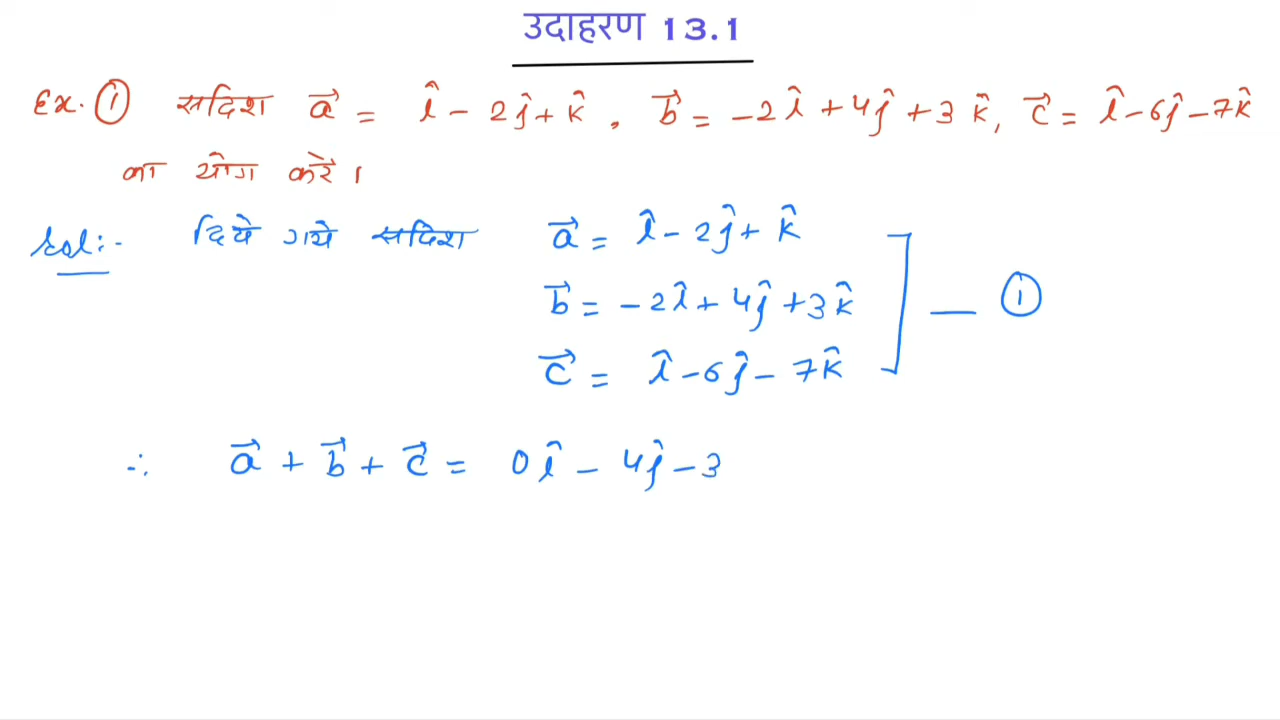 उदाहरण 13.1
Ex. ① सदिश a⃗ = î - 2ĵ + k̂, b⃗ = -2î + 4ĵ + 3k̂, c⃗ = î - 6ĵ - 7k̂
का योग करें।
Sol:- दिये गये सदिश a⃗ = î - 2ĵ + k̂
b⃗ = -2î + 4ĵ + 3k̂ ] — ①
c⃗ = î - 6ĵ - 7k̂
∴ a⃗ + b⃗ + c⃗ = 0î - 4ĵ - 3